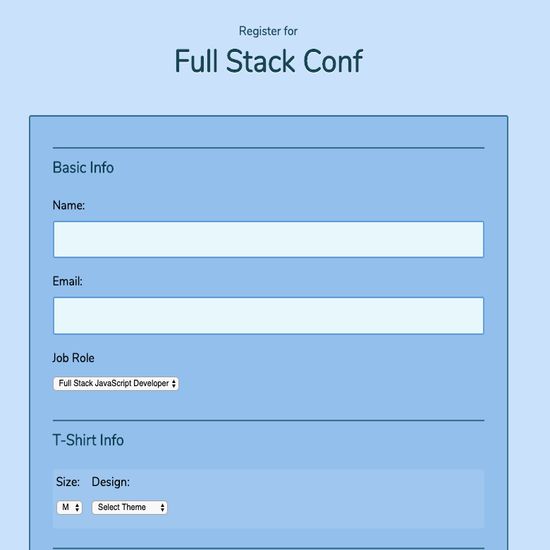 Register for
Full Stack Conf
Basic Info
Name:
Email:
Job Role
Full Stack JavaScript Developer
T-Shirt Info
Size: Design:
M Select Theme